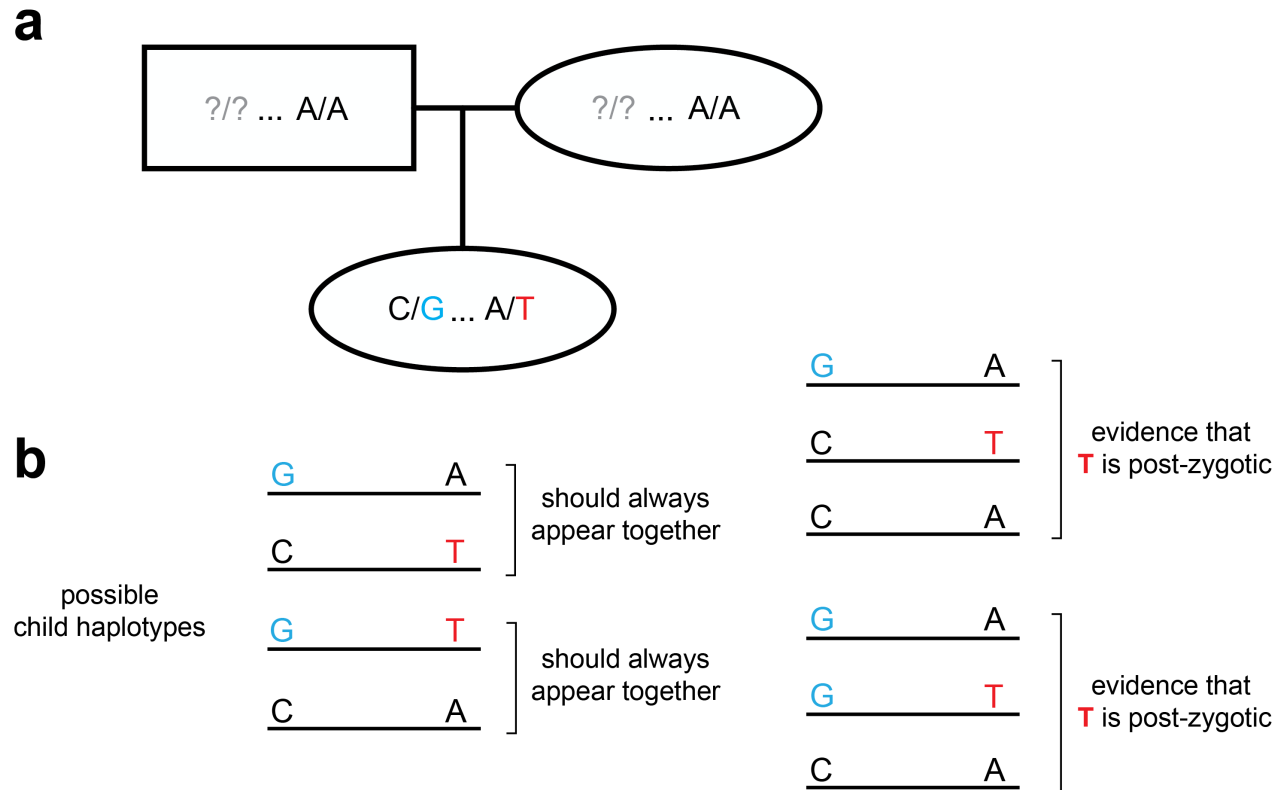 a
?/? ... A/A
?/? ... A/A
C/G ... A/T
b
possible
child haplotypes
G A
C T
should always
appear together
G T
C A
should always
appear together
G A
C T
C A
evidence that
T is post-zygotic
G A
G T
C A
evidence that
T is post-zygotic